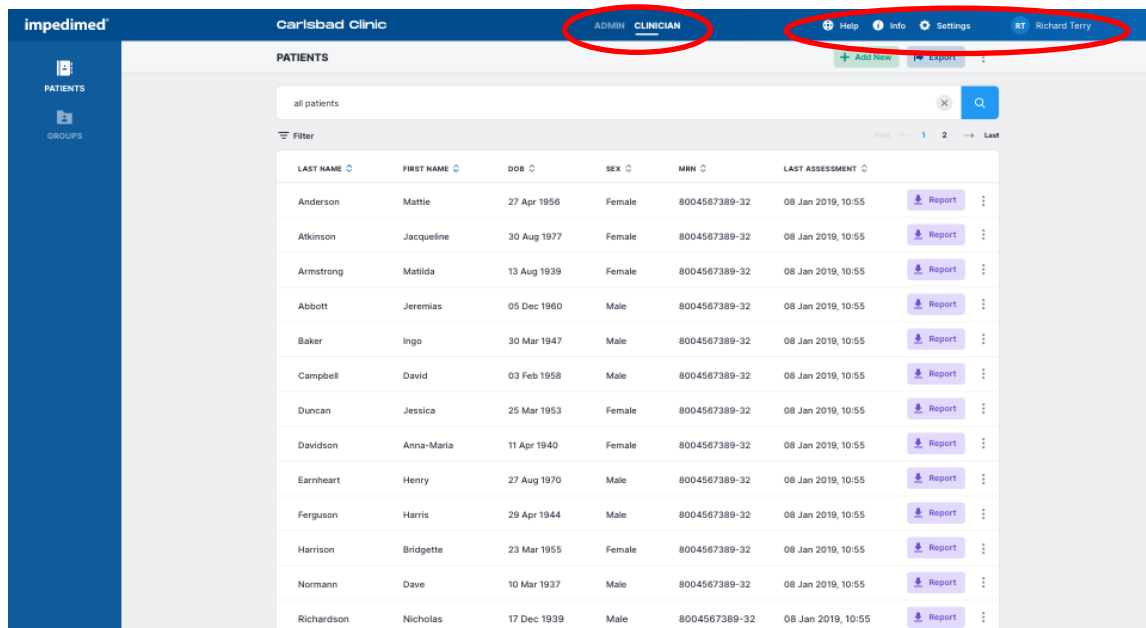 impedimed® Carlsbad Clinic ADMIN CLINICIAN Help Info Settings RT Richard Terry
PATIENTS Add New Export
PATIENTS
GROUPS
all patients
Filter First 1 2 Last
LAST NAME FIRST NAME DOB SEX MRN LAST ASSESSMENT
Anderson Mattie 27 Apr 1956 Female 8004567389-32 08 Jan 2019, 10:55 Report
Atkinson Jacqueline 30 Aug 1977 Female 8004567389-32 08 Jan 2019, 10:55 Report
Armstrong Matilda 13 Aug 1939 Female 8004567389-32 08 Jan 2019, 10:55 Report
Abbott Jeremias 05 Dec 1960 Male 8004567389-32 08 Jan 2019, 10:55 Report
Baker Ingo 30 Mar 1947 Male 8004567389-32 08 Jan 2019, 10:55 Report
Campbell David 03 Feb 1958 Male 8004567389-32 08 Jan 2019, 10:55 Report
Duncan Jessica 25 Mar 1953 Female 8004567389-32 08 Jan 2019, 10:55 Report
Davidson Anna-Maria 11 Apr 1940 Female 8004567389-32 08 Jan 2019, 10:55 Report
Earnheart Henry 27 Aug 1970 Male 8004567389-32 08 Jan 2019, 10:55 Report
Ferguson Harris 29 Apr 1944 Male 8004567389-32 08 Jan 2019, 10:55 Report
Harrison Bridgette 23 Mar 1955 Female 8004567389-32 08 Jan 2019, 10:55 Report
Normann Dave 10 Mar 1937 Male 8004567389-32 08 Jan 2019, 10:55 Report
Richardson Nicholas 17 Dec 1939 Male 8004567389-32 08 Jan 2019, 10:55 Report